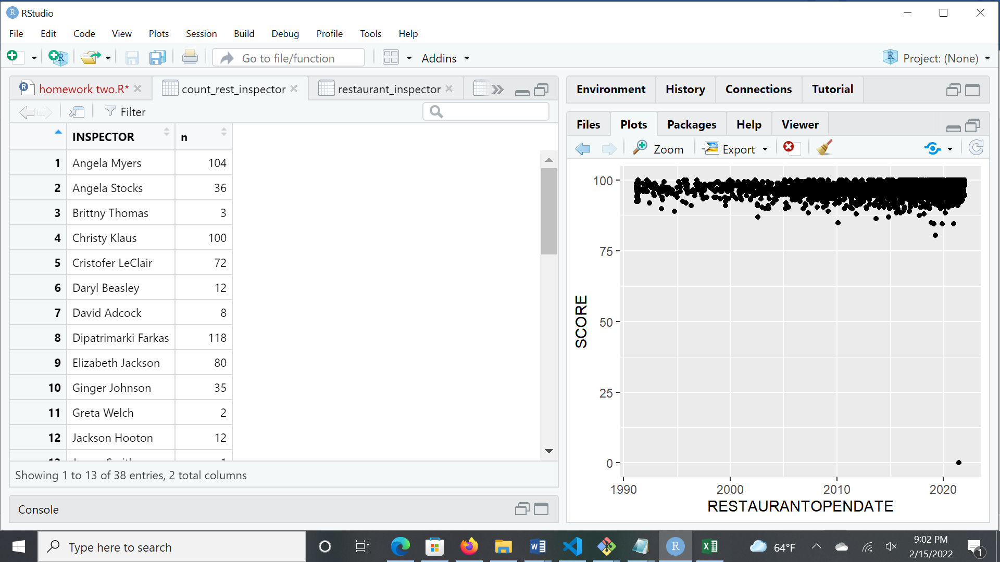 RStudio
File Edit Code View Plots Session Build Debug Profile Tools Help
Go to file/function Addins Project: (None)
homework two.R* count_rest_inspector restaurant_inspector
Filter
INSPECTOR n
1 Angela Myers 104
2 Angela Stocks 36
3 Brittny Thomas 3
4 Christy Klaus 100
5 Cristofer LeClair 72
6 Daryl Beasley 12
7 David Adcock 8
8 Dipatrimarki Farkas 118
9 Elizabeth Jackson 80
10 Ginger Johnson 35
11 Greta Welch 2
12 Jackson Hooton 12
Showing 1 to 13 of 38 entries, 2 total columns
Console
Environment History Connections Tutorial
Files Plots Packages Help Viewer
Zoom Export
100
75
50
25
0
SCORE
1990 2000 2010 2020
RESTAURANTOPENDATE
Type here to search
64°F
9:02 PM
2/15/2022
1